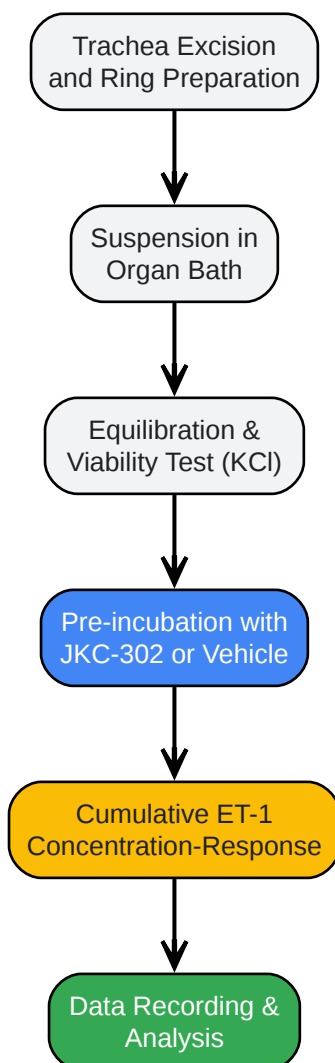 Trachea Excision
and Ring Preparation
Suspension in
Organ Bath
Equilibration &
Viability Test (KCl)
Pre-incubation with
JKC-302 or Vehicle
Cumulative ET-1
Concentration-Response
Data Recording &
Analysis